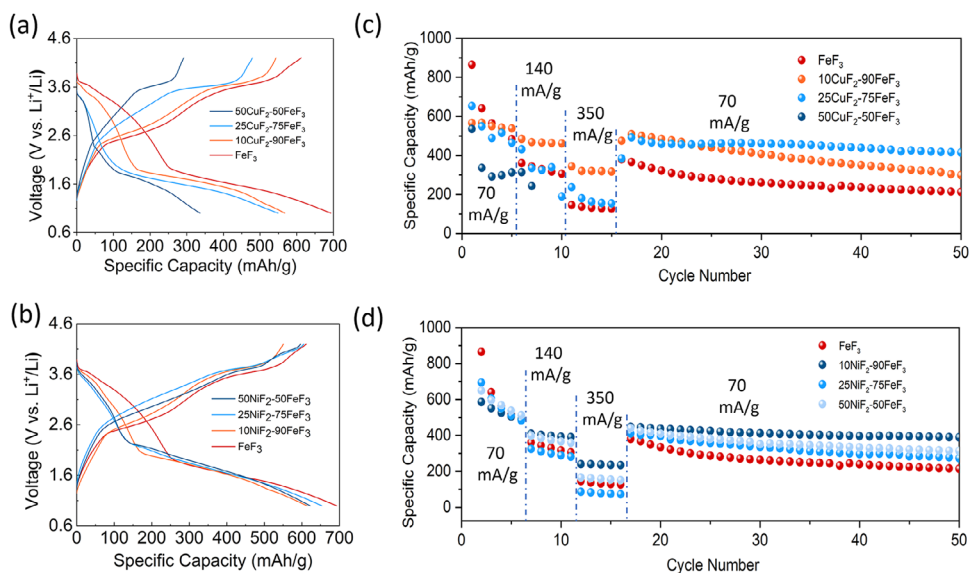 (a)
4.6
3.6
2.6
1.6
0.6
Voltage (V vs. Li⁺/Li)
50CuF₂-50FeF₃
25CuF₂-75FeF₃
10CuF₂-90FeF₃
FeF₃
0 100 200 300 400 500 600 700
Specific Capacity (mAh/g)
(c)
1000
800
600
400
200
0
Specific Capacity (mAh/g)
140
mA/g
350
mA/g
70
70
mA/g
FeF₃
10CuF₂-90FeF₃
25CuF₂-75FeF₃
50CuF₂-50FeF₃
0 10 20 30 40 50
Cycle Number
(b)
4.6
3.6
2.6
1.6
0.6
Voltage (V vs. Li⁺/Li)
50NiF₂-50FeF₃
25NiF₂-75FeF₃
10NiF₂-90FeF₃
FeF₃
0 100 200 300 400 500 600 700
Specific Capacity (mAh/g)
(d)
1000
800
600
400
200
0
Specific Capacity (mAh/g)
140
mA/g
350
mA/g
70
mA/g
70
mA/g
FeF₃
10NiF₂-90FeF₃
25NiF₂-75FeF₃
50NiF₂-50FeF₃
0 10 20 30 40 50
Cycle Number